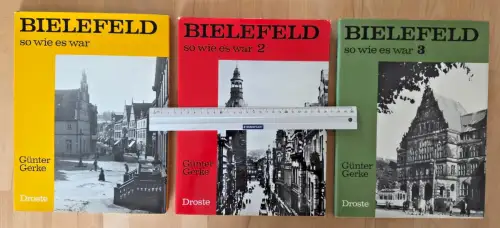 BIELEFELD
so wie es war
Günter
Gerke
Droste
BIELEFELD
so wie es war 2
Günter
Gerke
Droste
BIELEFELD
so wie es war 3
Günter
Gerke
Droste